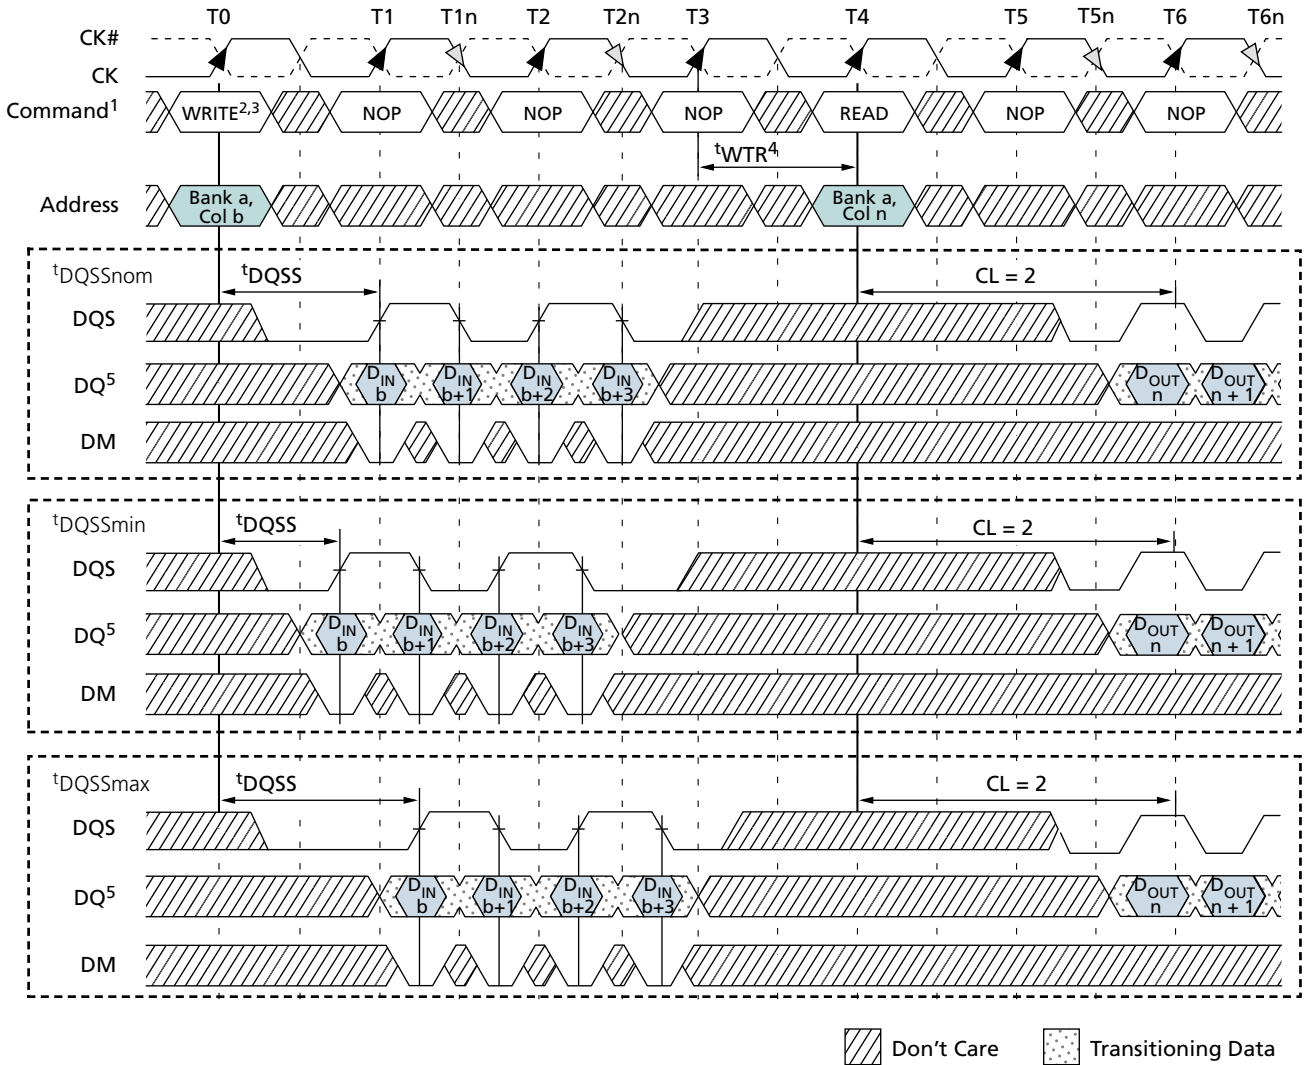 T0 T1 T1n T2 T2n T3 T4 T5 T5n T6 T6n
CK#
CK
Command1 WRITE2,3 NOP NOP NOP READ NOP NOP
tWTR4
Address Bank a, Col b Bank a, Col n
tDQSSnom tDQSS CL = 2
DQS
DQ5 DIN b DIN b+1 DIN b+2 DIN b+3 DOUT n DOUT n + 1
DM
tDQSSmin tDQSS CL = 2
DQS
DQ5 DIN b DIN b+1 DIN b+2 DIN b+3 DOUT n DOUT n + 1
DM
tDQSSmax tDQSS CL = 2
DQS
DQ5 DIN b DIN b+1 DIN b+2 DIN b+3 DOUT n DOUT n + 1
DM
Don't Care Transitioning Data